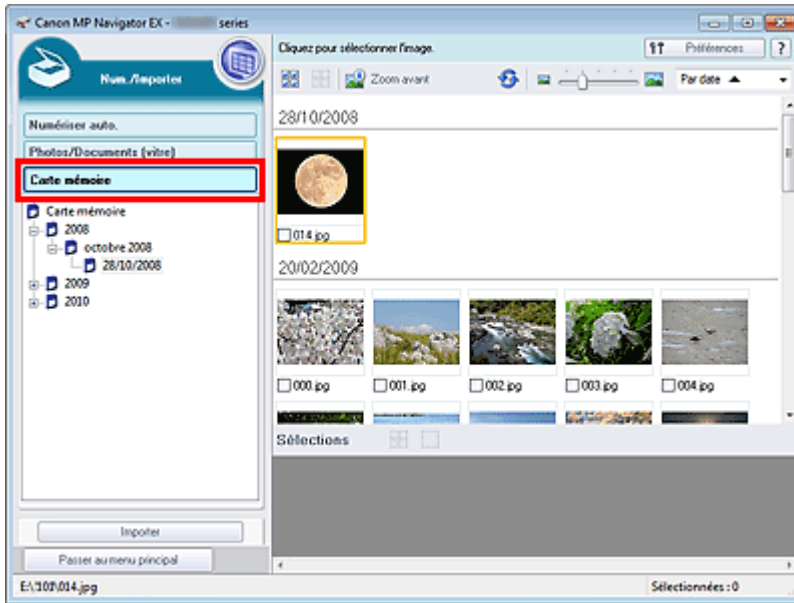 Canon MP Navigator EX - series
Num./Importer
Numériser auto.
Photos/Documents (vitre)
Carte mémoire
Carte mémoire
2008
octobre 2008
28/10/2008
2009
2010
Importer
Passer au menu principal
Cliquez pour sélectionner l'image.
Préférences
?
Zoom avant
Par date
28/10/2008
014.jpg
20/02/2009
000.jpg
001.jpg
002.jpg
003.jpg
004.jpg
Sélections
E:\101\014.jpg
Sélectionnées : 0